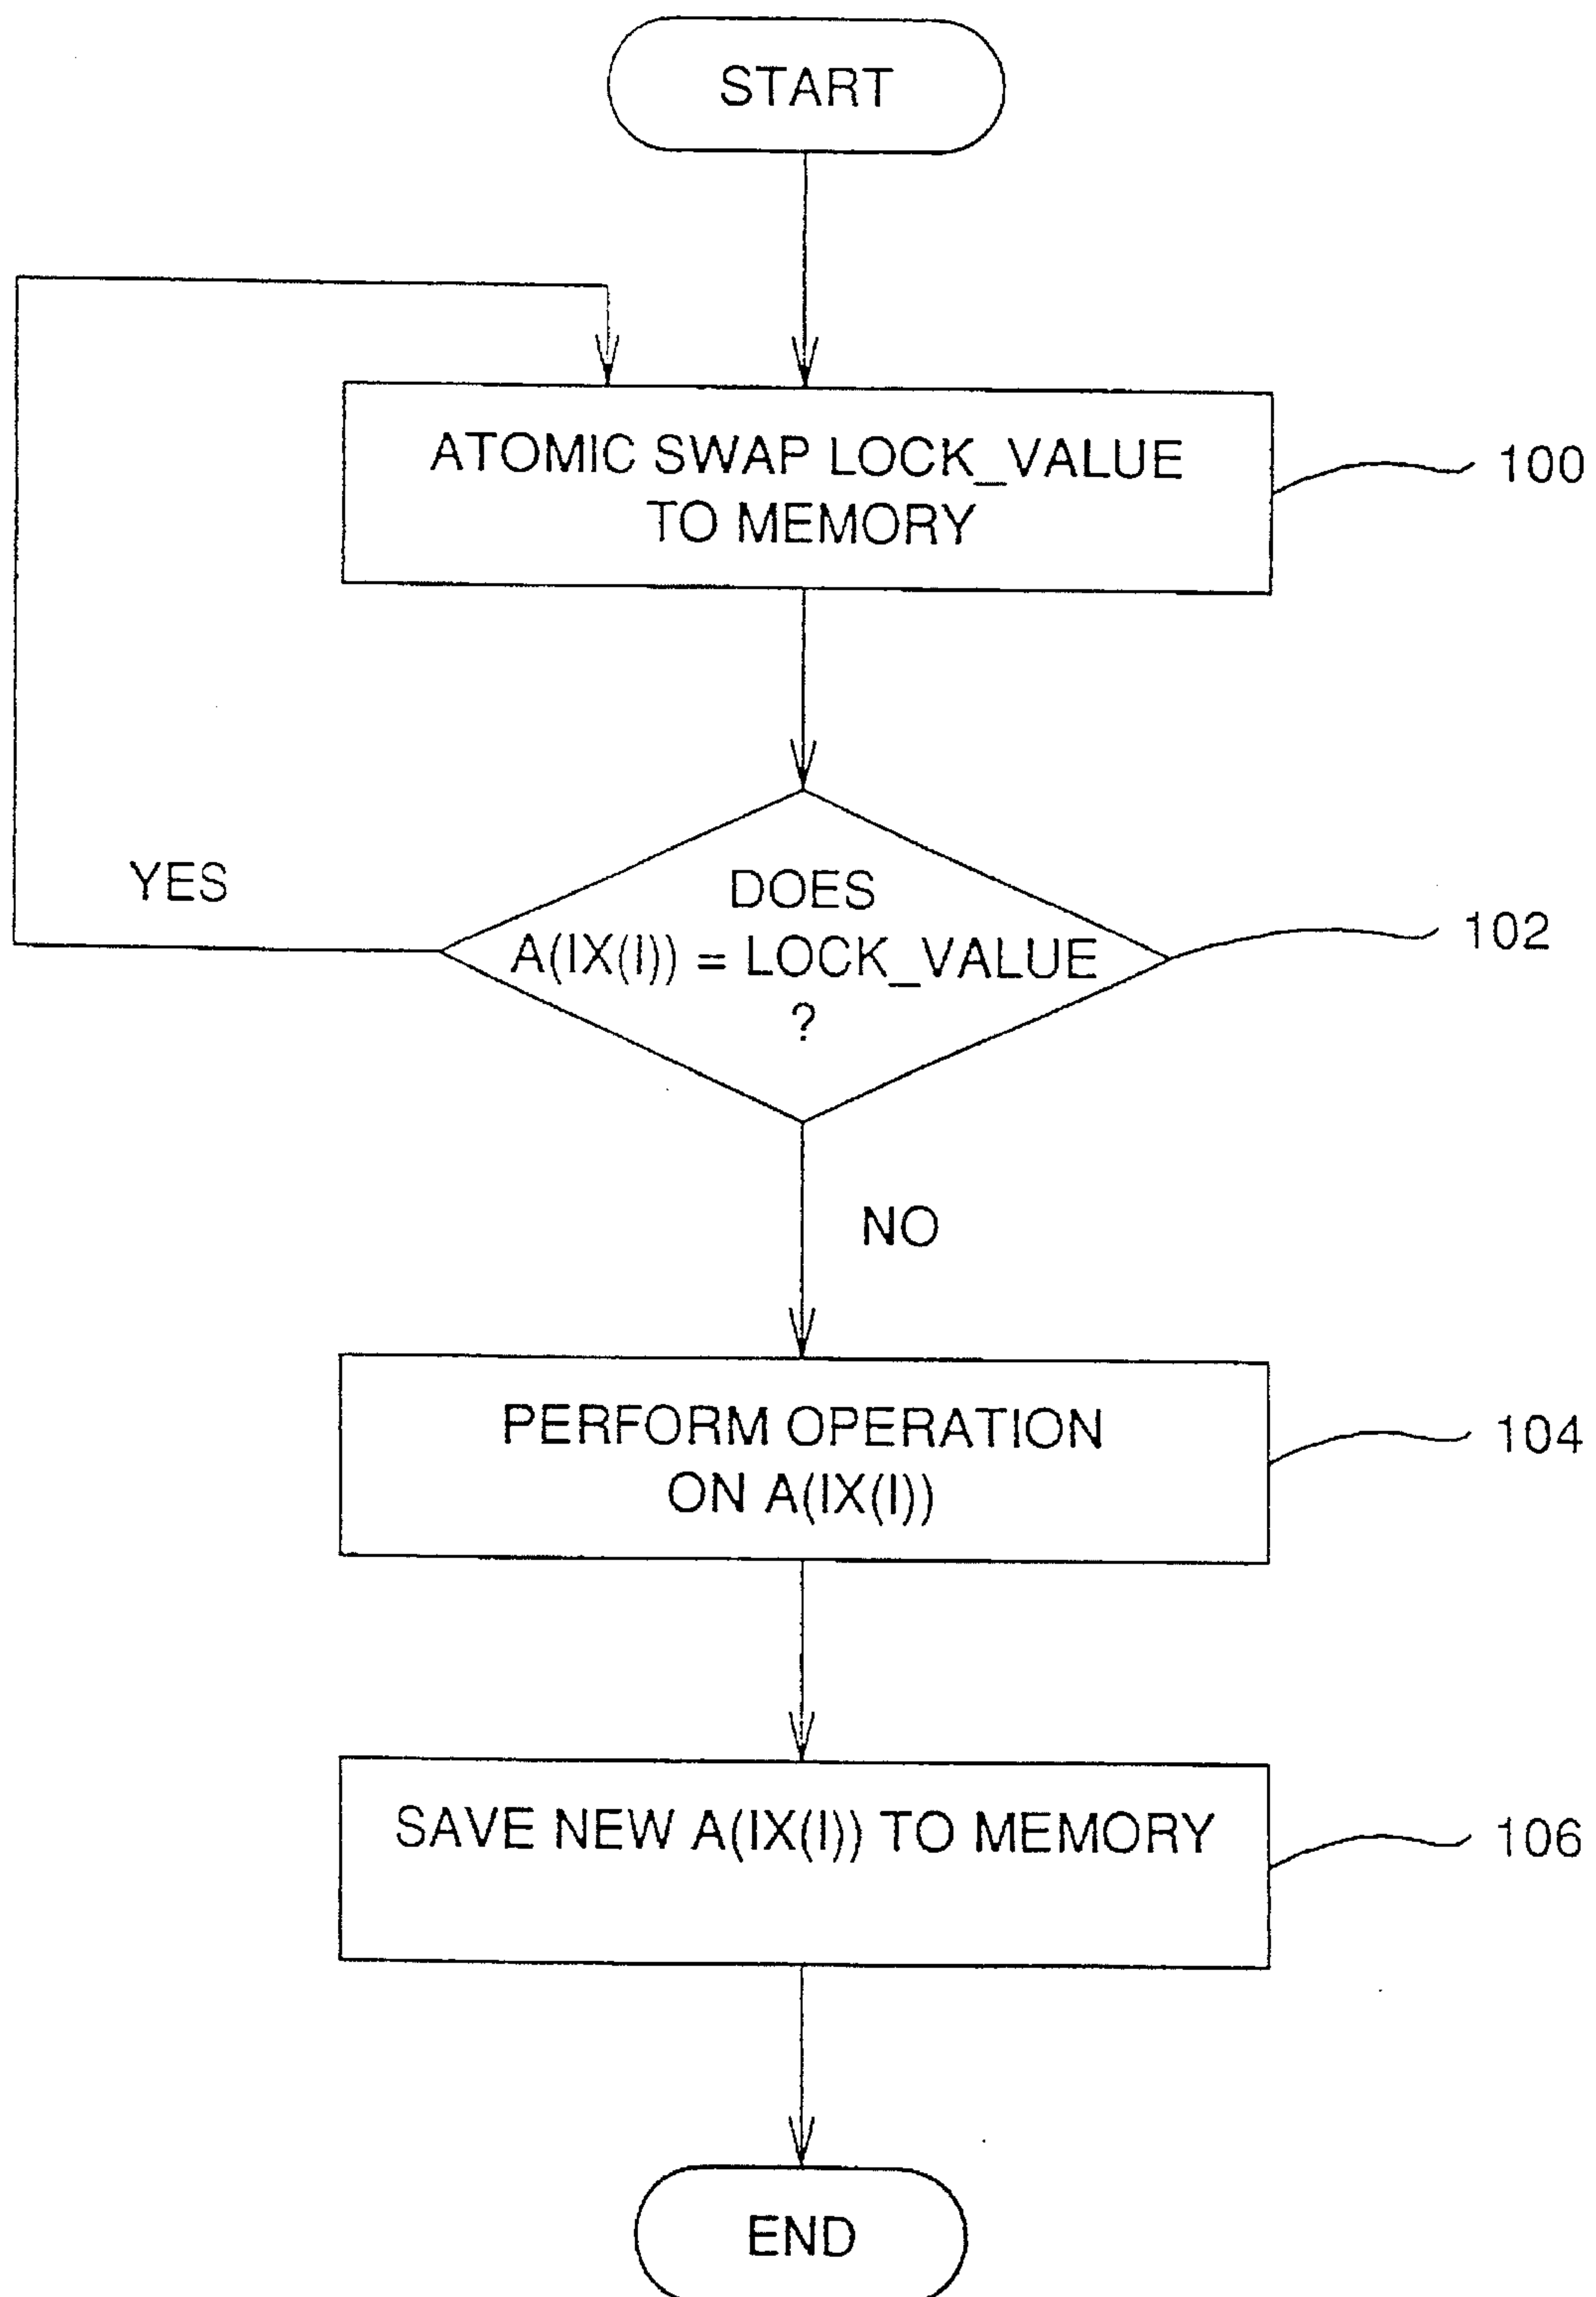 START
ATOMIC SWAP LOCK_VALUE
TO MEMORY
100
YES
DOES
A(IX(I)) = LOCK_VALUE
?
102
NO
PERFORM OPERATION
ON A(IX(I))
104
SAVE NEW A(IX(I)) TO MEMORY
106
END